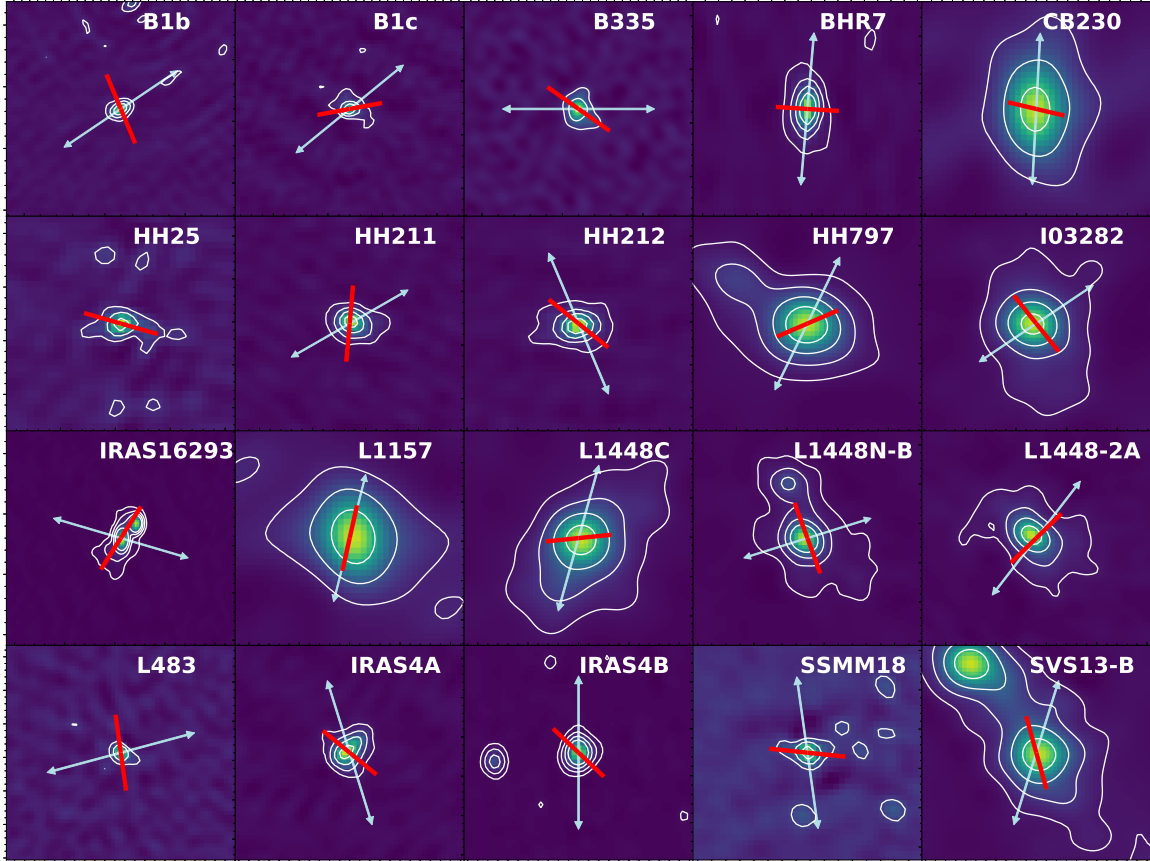 B1b
B1c
B335
BHR7
CB230
HH25
HH211
HH212
HH797
I03282
IRAS16293
L1157
L1448C
L1448N-B
L1448-2A
L483
IRAS4A
IRAS4B
SSMM18
SVS13-B